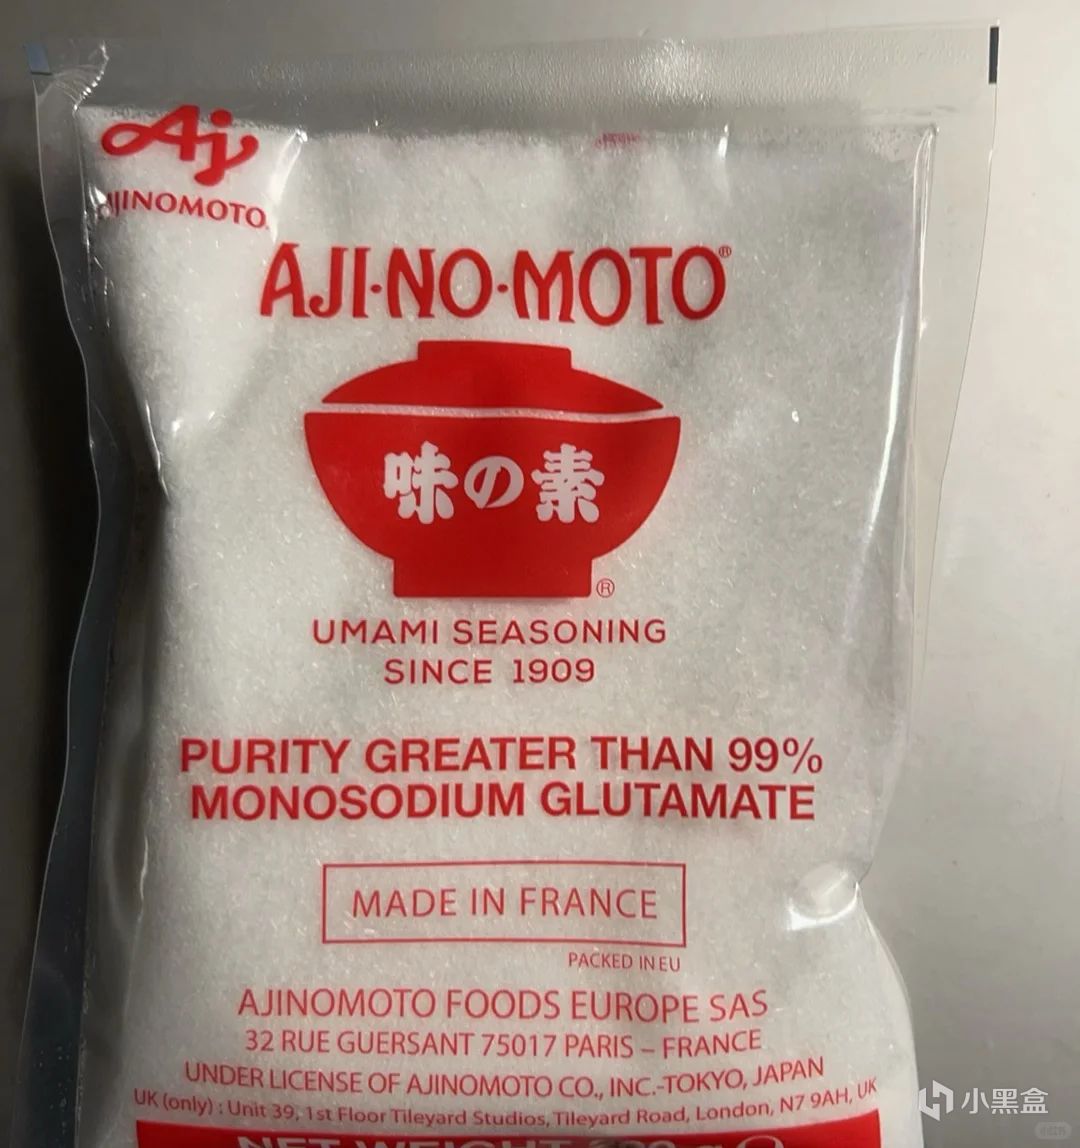 Aj
AJINOMOTO.
AJI-NO-MOTO®
味の素
®
UMAMI SEASONING
SINCE 1909
PURITY GREATER THAN 99%
MONOSODIUM GLUTAMATE
MADE IN FRANCE
PACKED IN EU
AJINOMOTO FOODS EUROPE SAS
32 RUE GUERSANT 75017 PARIS – FRANCE
UNDER LICENSE OF AJINOMOTO CO., INC.-TOKYO, JAPAN
UK (only) : Unit 39, 1st Floor Tileyard Studios, Tileyard Road, London, N7 9AH, UK
NET WEIGHT
小黑盒